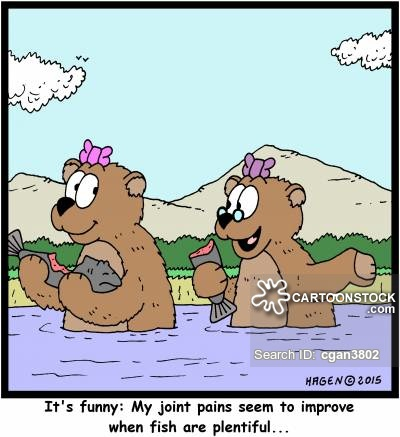 CARTOONSTOCK
.com
Search ID: cgan3802
HAGEN © 2015
It's funny: My joint pains seem to improve
when fish are plentiful...